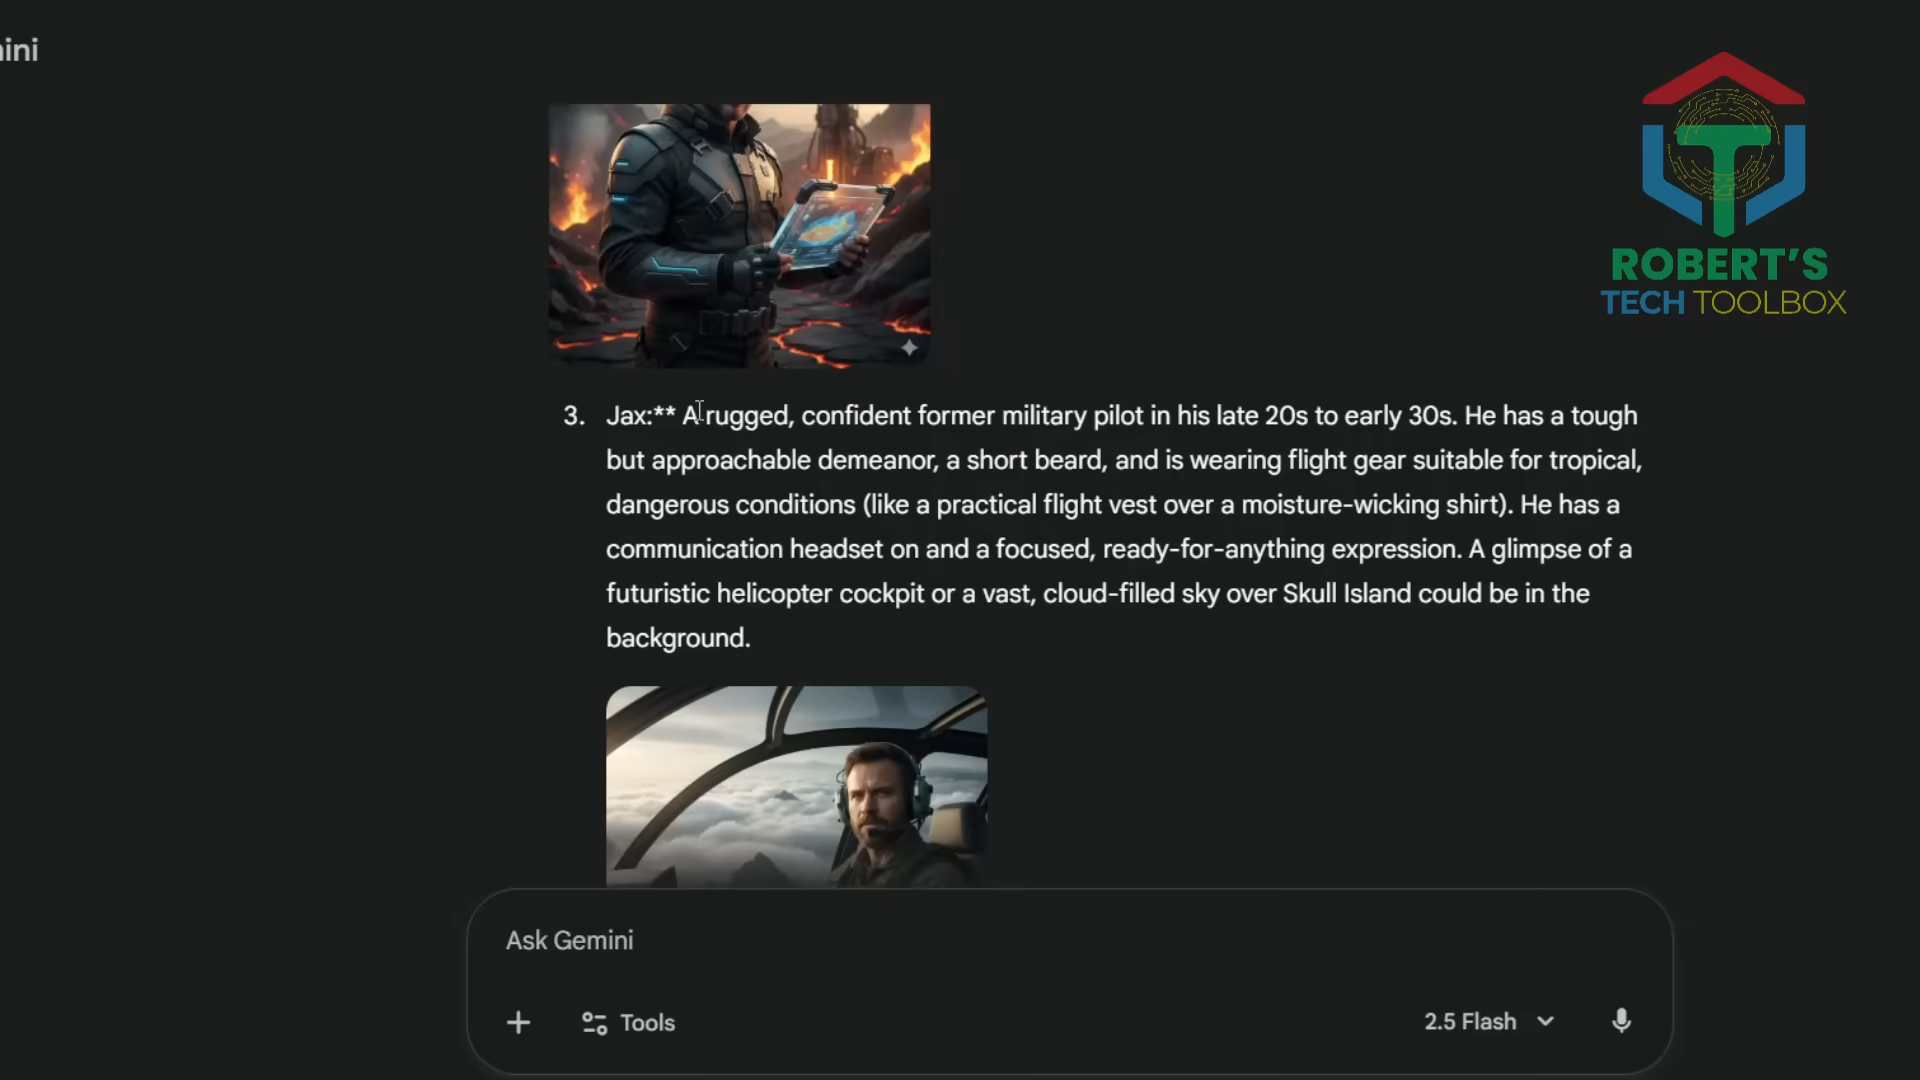 ini
ROBERT'S
TECH TOOLBOX
3. Jax:** A rugged, confident former military pilot in his late 20s to early 30s. He has a tough
but approachable demeanor, a short beard, and is wearing flight gear suitable for tropical,
dangerous conditions (like a practical flight vest over a moisture-wicking shirt). He has a
communication headset on and a focused, ready-for-anything expression. A glimpse of a
futuristic helicopter cockpit or a vast, cloud-filled sky over Skull Island could be in the
background.
Ask Gemini
Tools
2.5 Flash